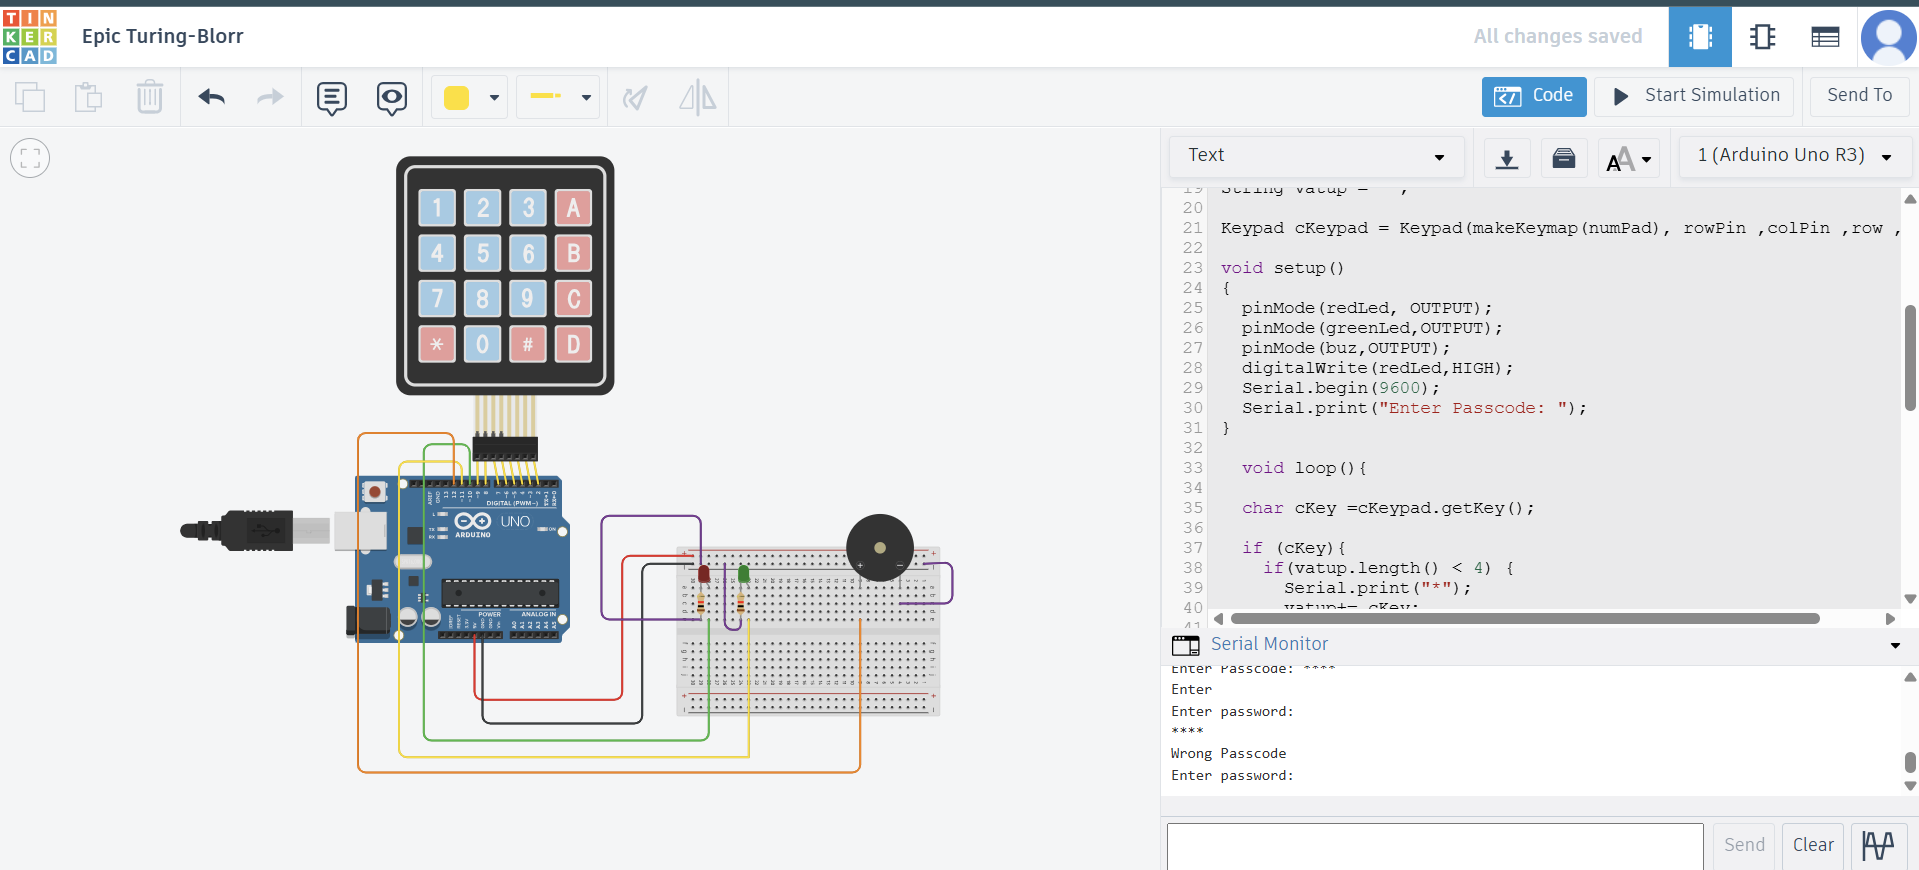 TINKERCAD
Epic Turing-Blorr
All changes saved
Code
Start Simulation
Send To
Text
1 (Arduino Uno R3)
1 2 3 A
4 5 6 B
7 8 9 C
* 0 # D
DIGITAL (PWM~)
UNO
ARDUINO
POWER
ANALOG IN
19 String vatup = "";
20
21 Keypad cKeypad = Keypad(makeKeymap(numPad), rowPin ,colPin ,row ,
22
23 void setup()
24 {
25 pinMode(redLed, OUTPUT);
26 pinMode(greenLed,OUTPUT);
27 pinMode(buz,OUTPUT);
28 digitalWrite(redLed,HIGH);
29 Serial.begin(9600);
30 Serial.print("Enter Passcode: ");
31 }
32
33 void loop(){
34
35 char cKey =cKeypad.getKey();
36
37 if (cKey){
38 if(vatup.length() < 4) {
39 Serial.print("*");
40 vatup+= cKey;
41
Serial Monitor
Enter Passcode: ****
Enter
Enter password:
****
Wrong Passcode
Enter password:
Send
Clear